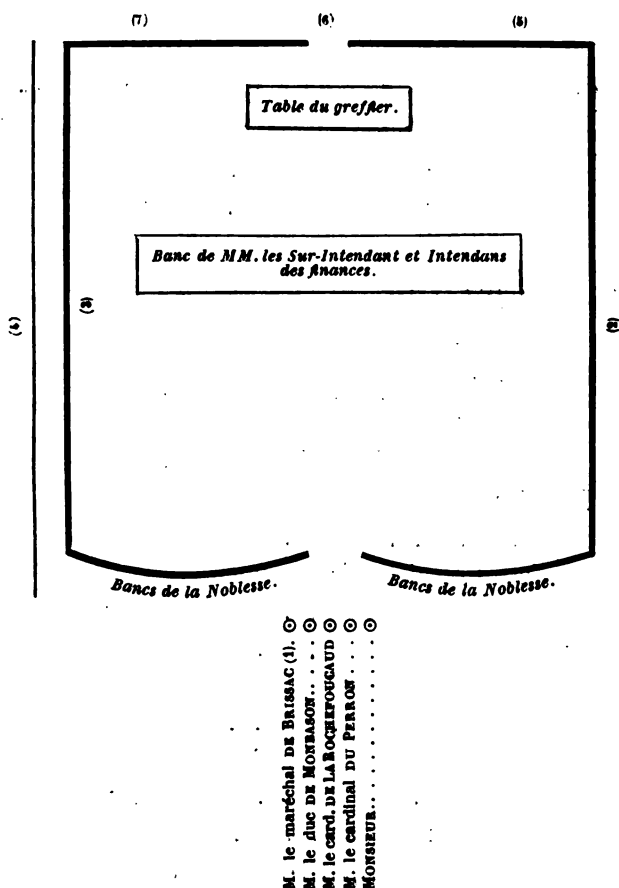 (7) (6) (5)
Table du greffier.
Banc de MM. les Sur-Intendant et Intendans
des finances.
(4)
(3)
(2)
Bancs de la Noblesse.
Bancs de la Noblesse.
M. le maréchal DE BRISSAC (1).
M. le duc DE MONBASON.....
M. le card. DE LA ROCHEFOUCAUD
M. le cardinal DU PERRON....
MONSIEUR..............